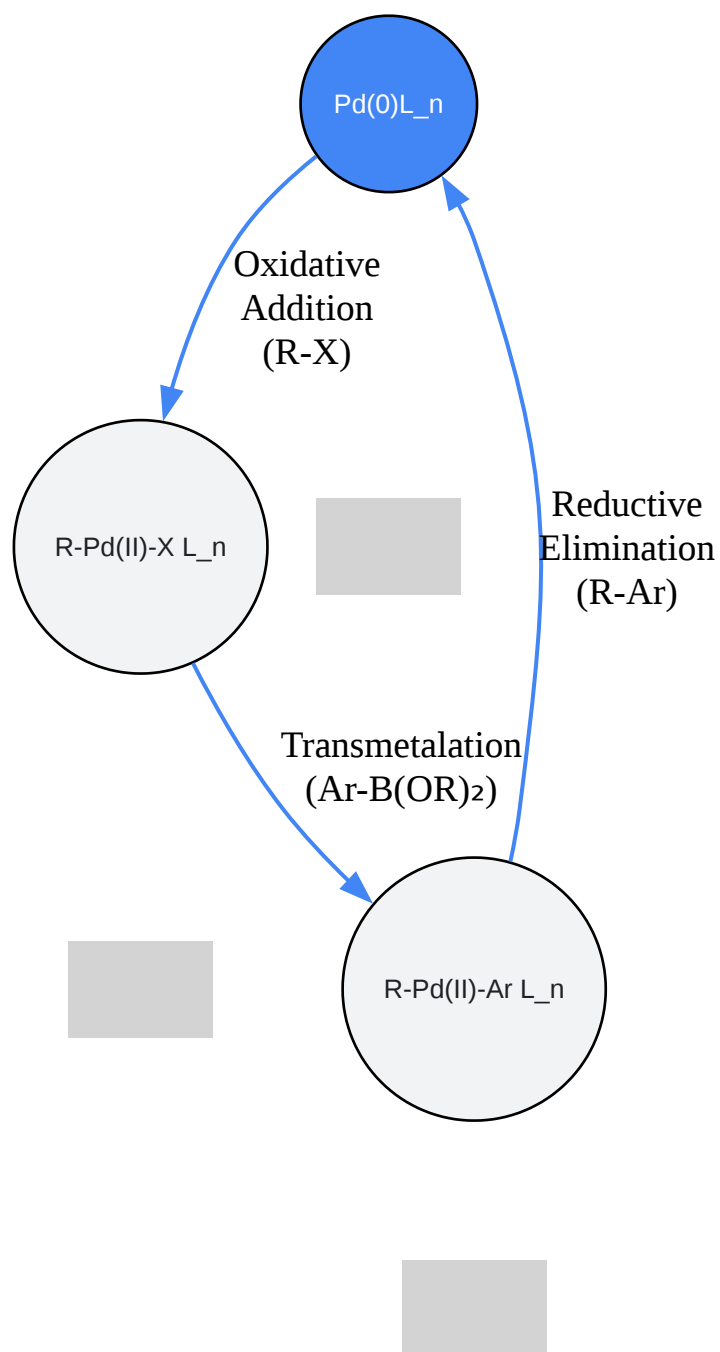 Pd(0)L_n
Oxidative
Addition
(R-X)
R-Pd(II)-X L_n
Reductive
Elimination
(R-Ar)
Transmetalation
(Ar-B(OR)₂)
R-Pd(II)-Ar L_n